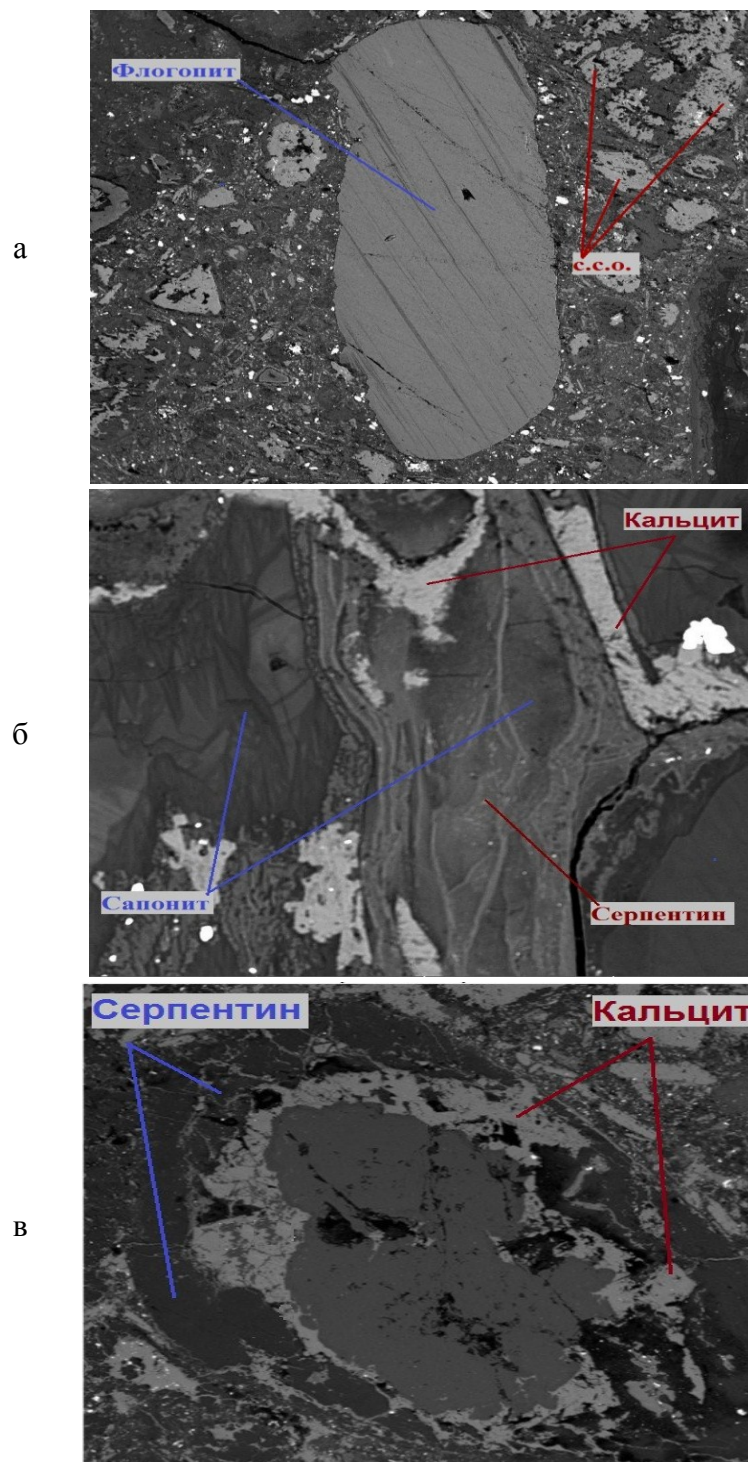 а
Флогопит
с.с.о.
б
Кальцит
Сапонит
Серпентин
в
Серпентин
Кальцит